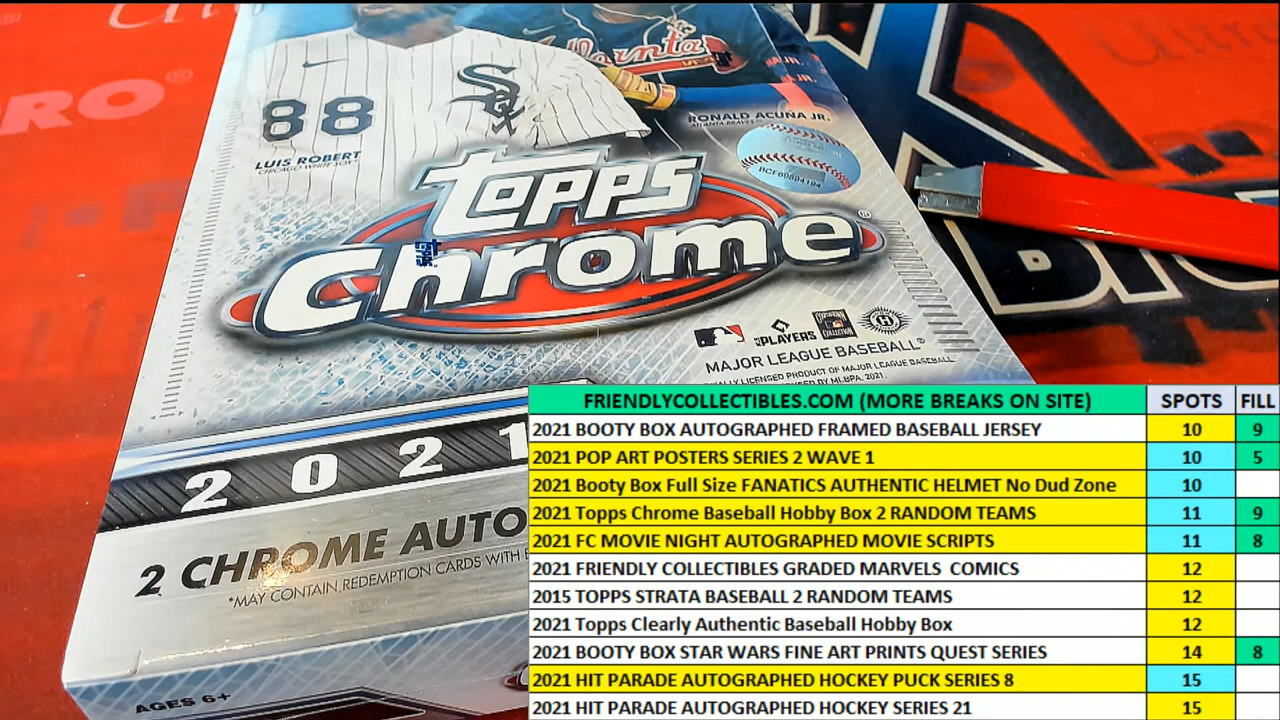 PRO®
Atlanta
88
Sox
RONALD ACUÑA JR.
ATLANTA BRAVES™
LUIS ROBERT
CHICAGO WHITE SOX™
Topps
Chrome®
MLB PLAYERS
MAJOR LEAGUE BASEBALL®
2021
2 CHROME AUTO
*MAY CONTAIN REDEMPTION CARDS WITH
AGES 6+
FRIENDLYCOLLECTIBLES.COM (MORE BREAKS ON SITE) SPOTS FILL
2021 BOOTY BOX AUTOGRAPHED FRAMED BASEBALL JERSEY 10 9
2021 POP ART POSTERS SERIES 2 WAVE 1 10 5
2021 Booty Box Full Size FANATICS AUTHENTIC HELMET No Dud Zone 10
2021 Topps Chrome Baseball Hobby Box 2 RANDOM TEAMS 11 9
2021 FC MOVIE NIGHT AUTOGRAPHED MOVIE SCRIPTS 11 8
2021 FRIENDLY COLLECTIBLES GRADED MARVELS COMICS 12
2015 TOPPS STRATA BASEBALL 2 RANDOM TEAMS 12
2021 Topps Clearly Authentic Baseball Hobby Box 12
2021 BOOTY BOX STAR WARS FINE ART PRINTS QUEST SERIES 14 8
2021 HIT PARADE AUTOGRAPHED HOCKEY PUCK SERIES 8 15
2021 HIT PARADE AUTOGRAPHED HOCKEY SERIES 21 15